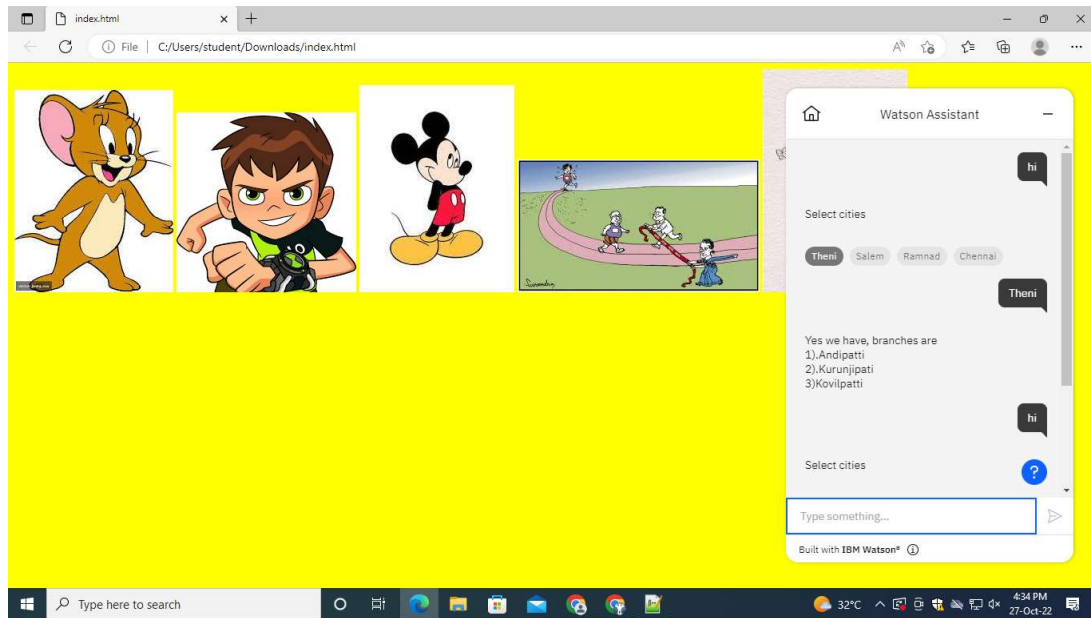 index.html
File | C:/Users/student/Downloads/index.html
Watson Assistant
hi
Select cities
Theni Salem Ramnad Chennai
Theni
Yes we have, branches are
1).Andipatti
2).Kurunjipati
3)Kovilpatti
hi
Select cities
?
Type something...
Built with IBM Watson®
Type here to search
32°C
4:34 PM
27-Oct-22